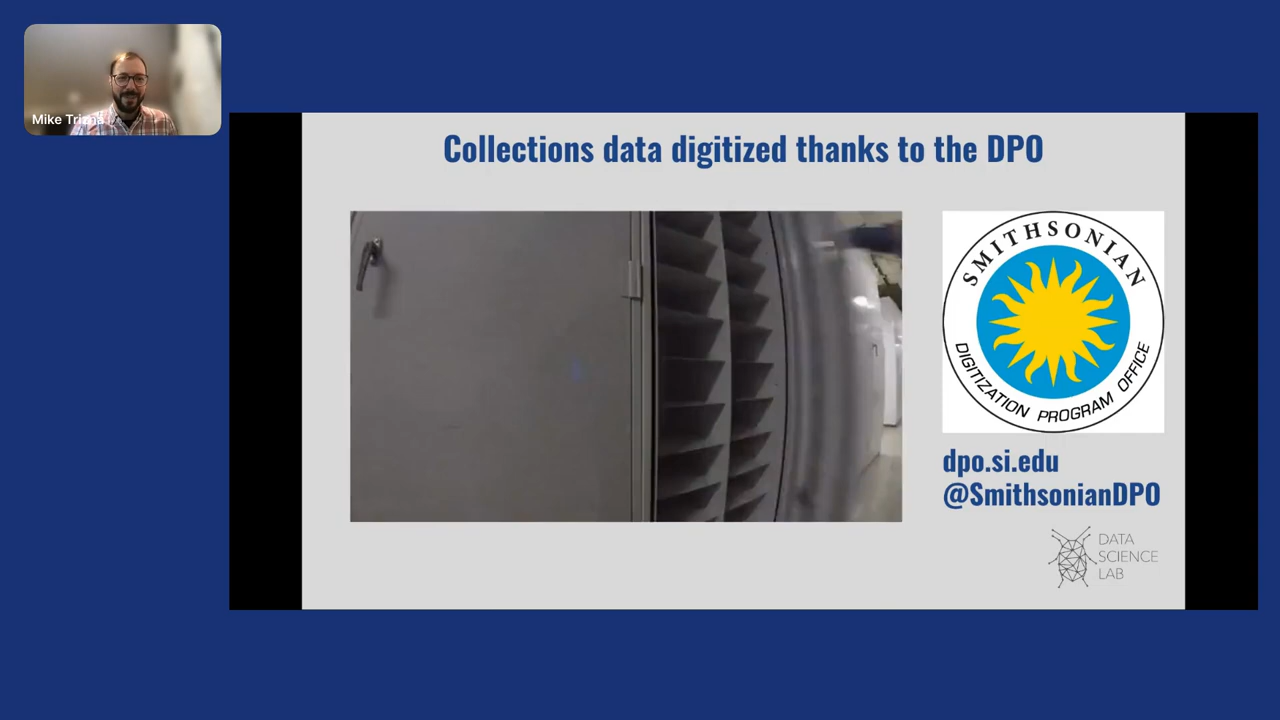 Mike
Collections data digitized thanks to the DPO
SMITHSONIAN
DIGITIZATION PROGRAM OFFICE
dpo.si.edu
@SmithsonianDPO
DATA
SCIENCE
LAB